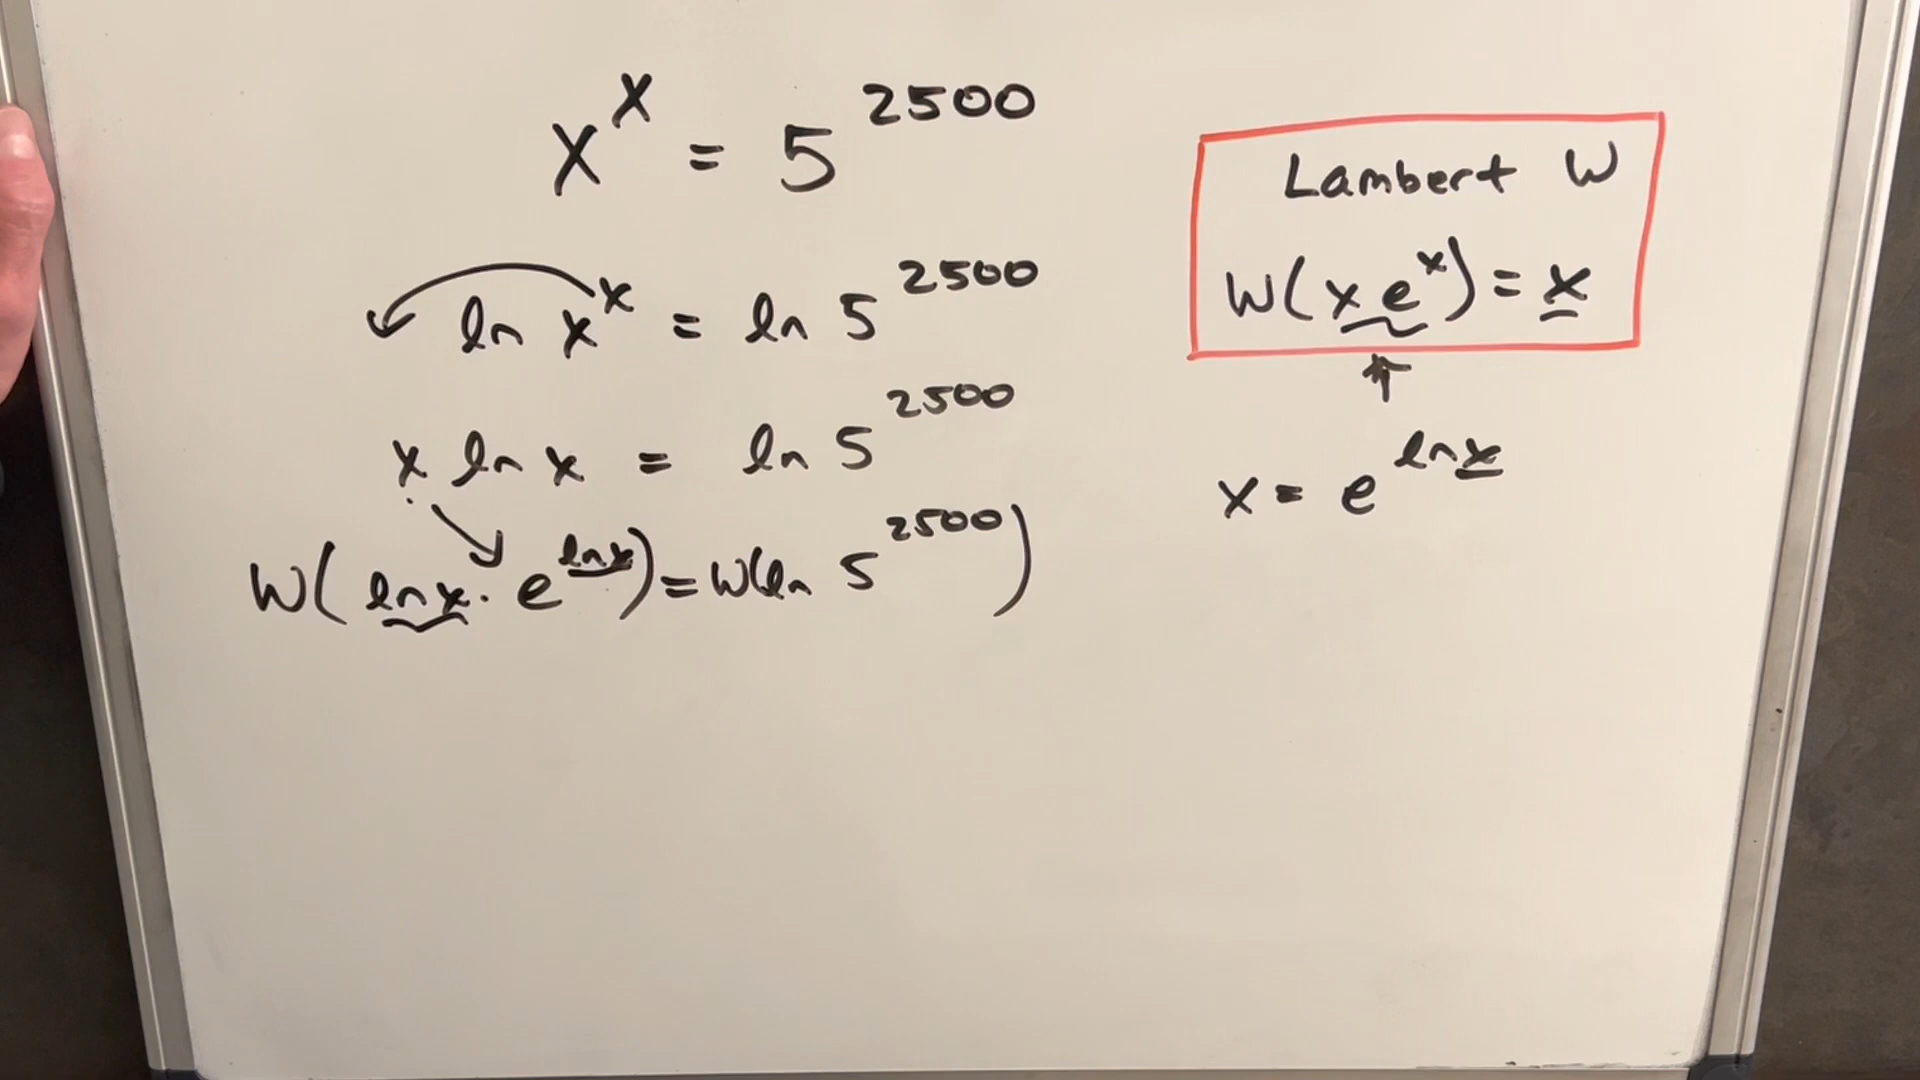 x^x = 5^2500
ln x^x = ln 5^2500
x ln x = ln 5^2500
W(ln x · e^ln x) = W(ln 5^2500)
Lambert W
W(x e^x) = x
x = e^ln x